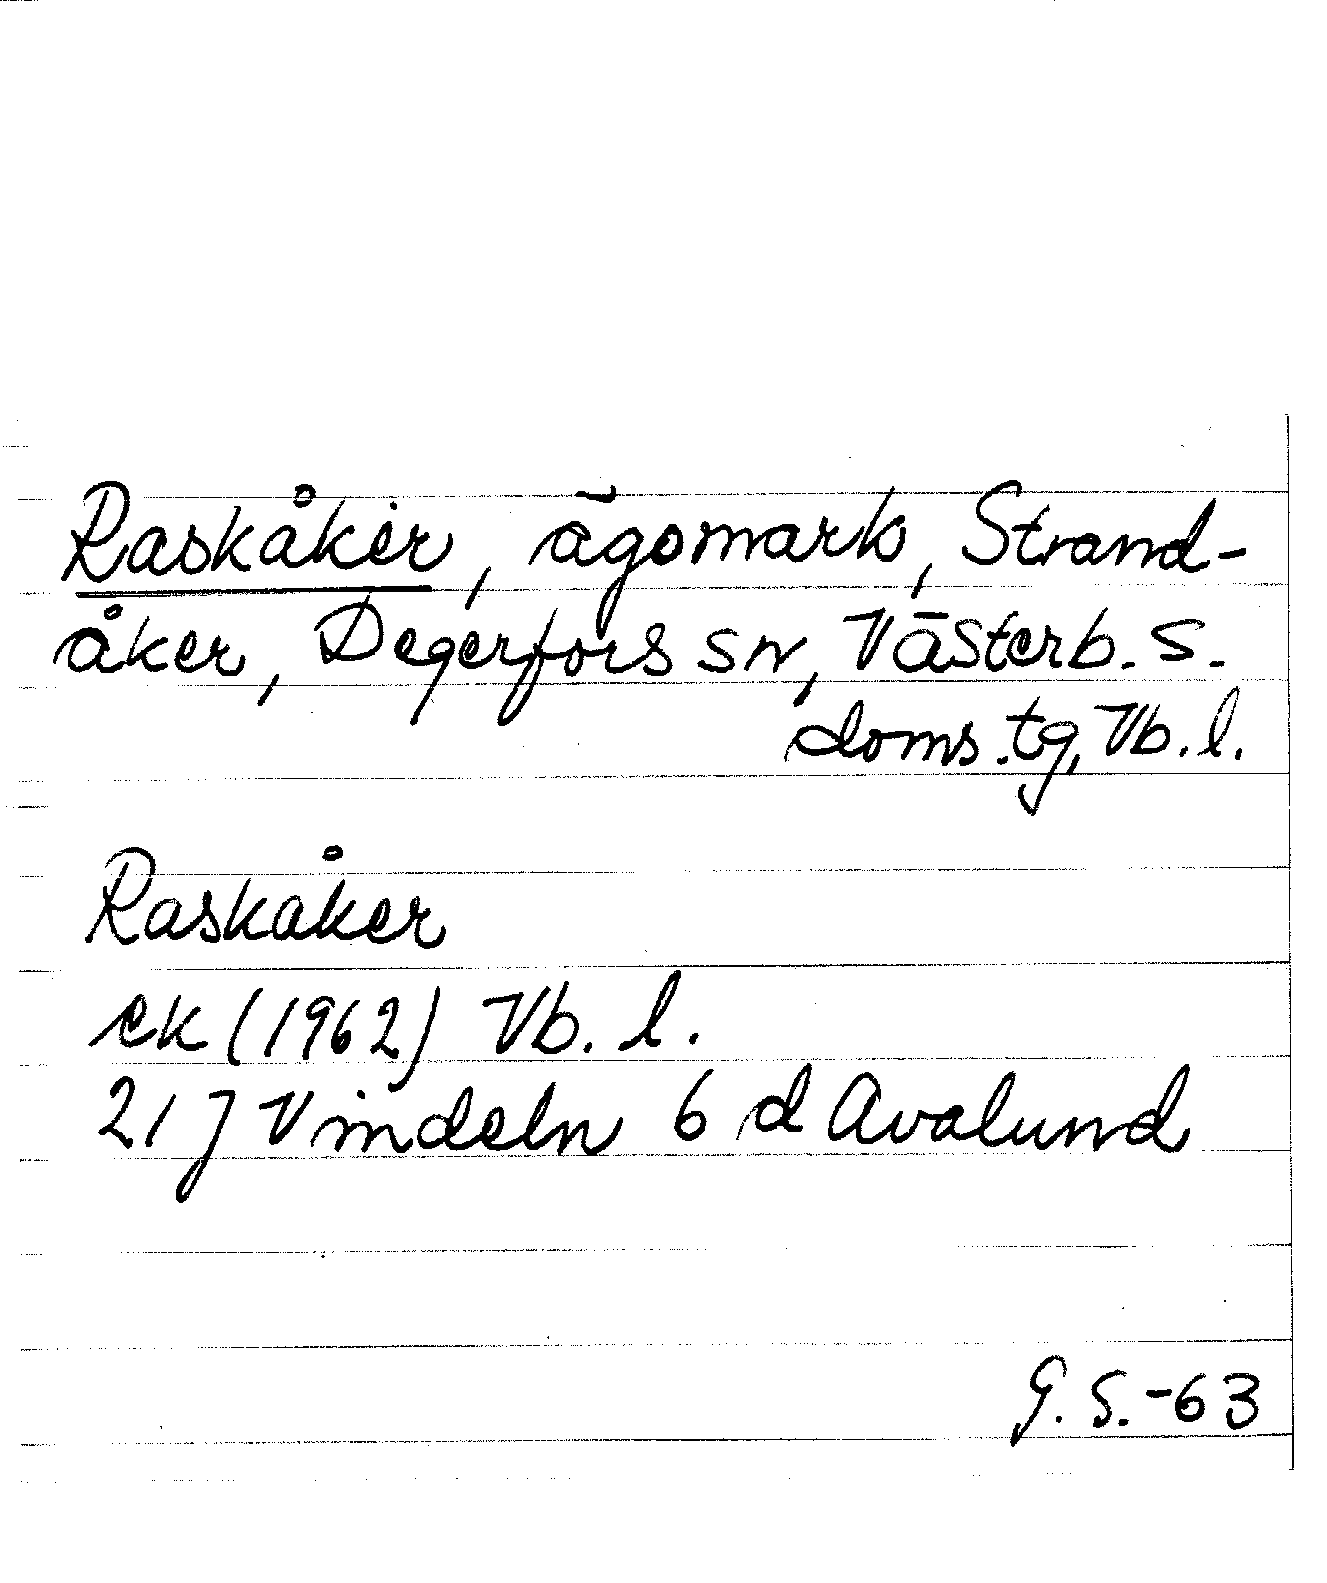 Raskåker, ägomark, Strand-
åker, Degerfors sn, Västerb. s.
doms.tg, Vb. l.
Raskåker
ek (1962) Vb. l.
21 J Vindeln 6 d Avalund
G. S. -63